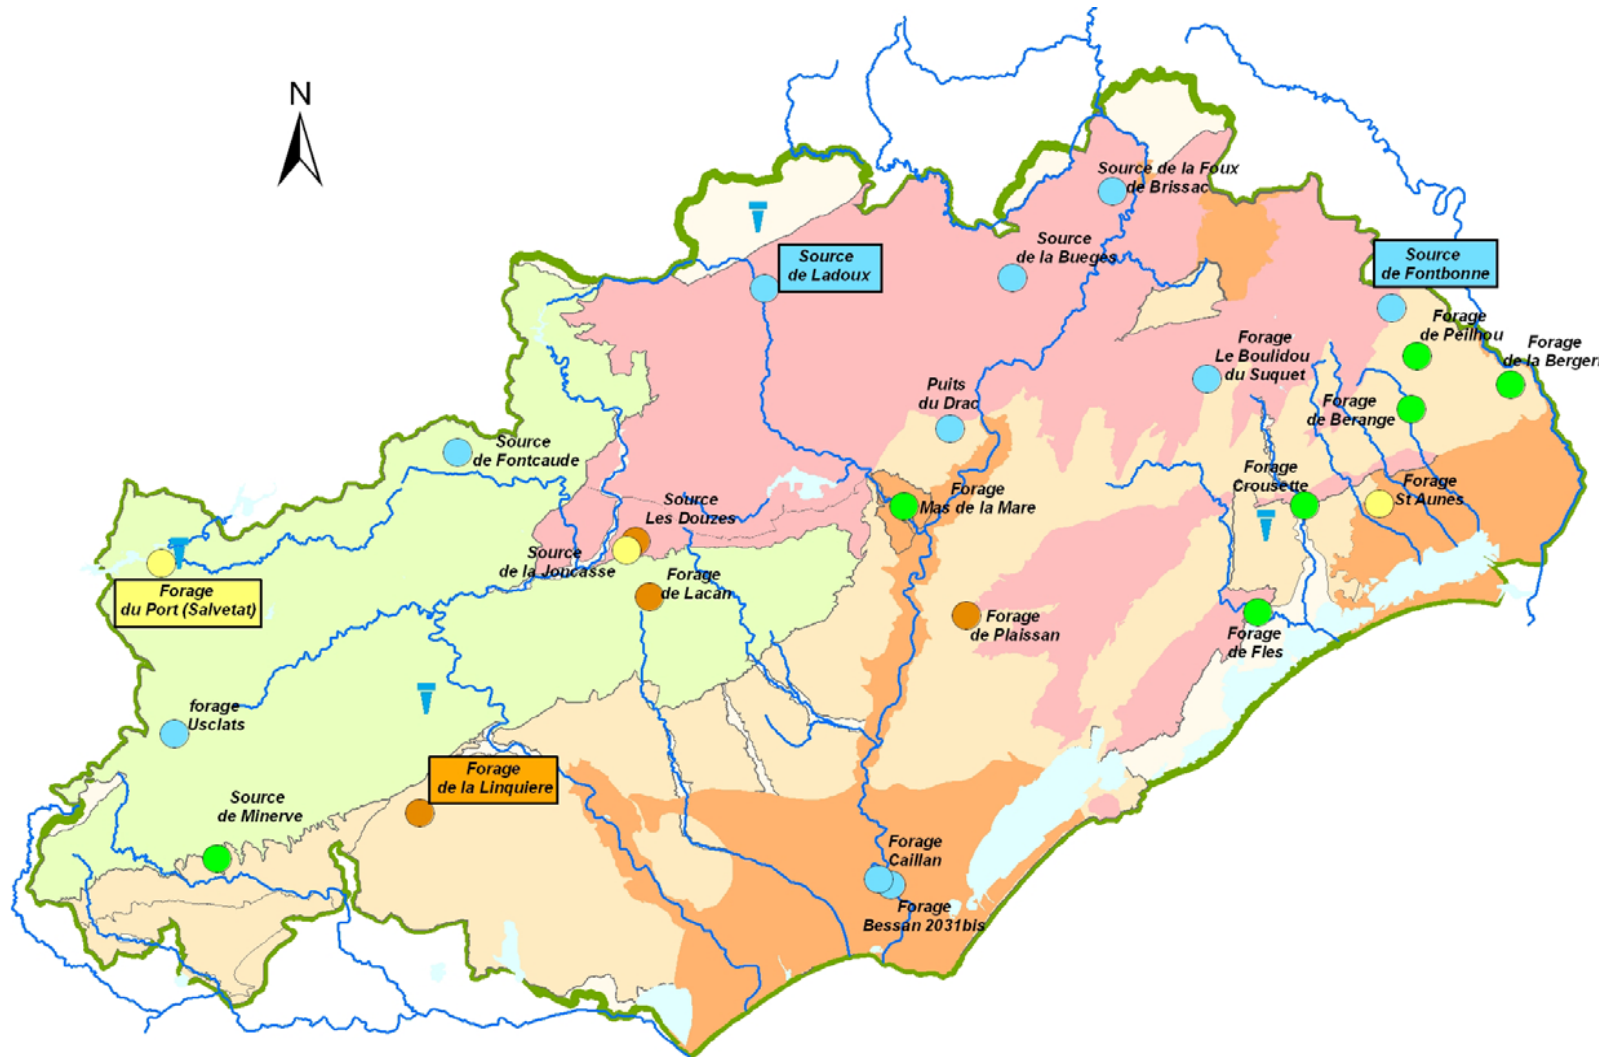 N
Source de la Foux
de Brissac
Source
de la Buegès
Source
de Ladoux
Source
de Fontbonne
Forage
de Peilhou
Forage
de la Bergeri
Forage
Le Boulidou
du Suquet
Puits
du Drac
Forage
de Berange
Source
de Fontcaude
Forage
Crousette
Forage
St Aunes
Source
Les Douzes
Forage
Mas de la Mare
Source
de la Joncasse
Forage
du Port (Salvetat)
Forage
de Lacan
Forage
de Plaissan
Forage
de Fles
forage
Usclats
Forage
de la Linquiere
Source
de Minerve
Forage
Caillan
Forage
Bessan 2031bis